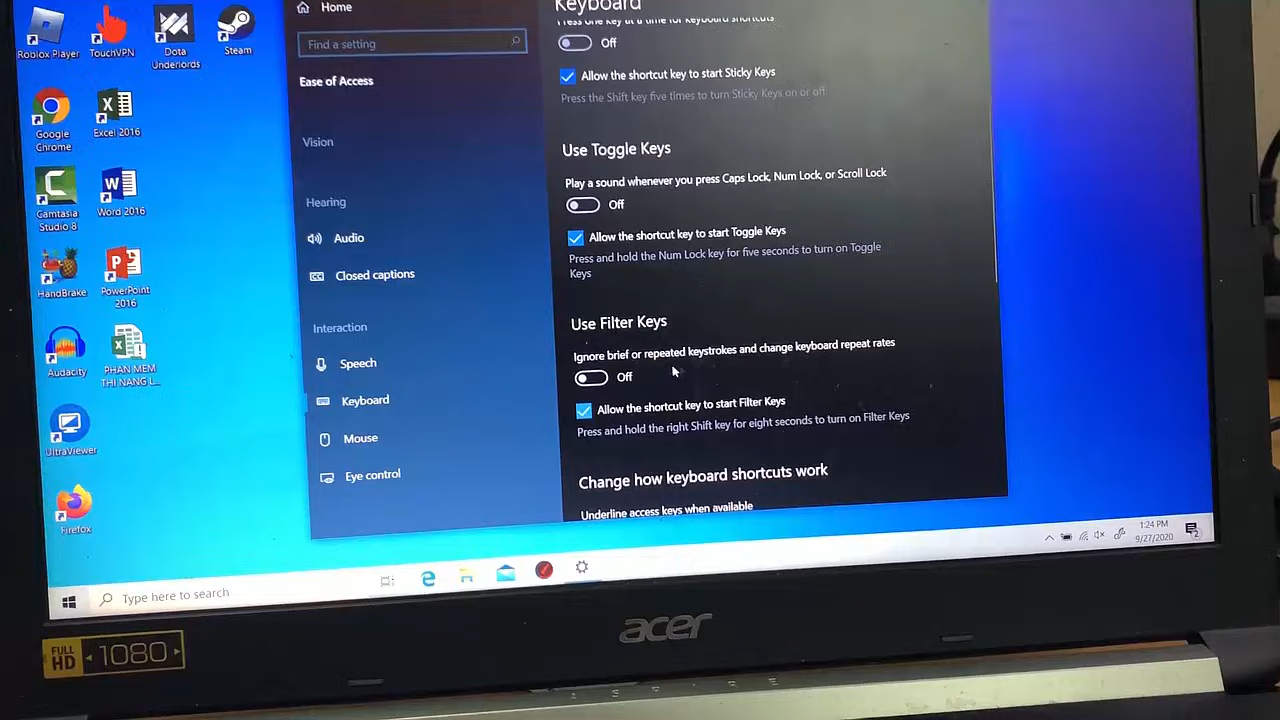 Roblox Player
TouchVPN
Dota
Underlords
Steam
Google
Chrome
Excel 2016
Camtasia
Studio 8
Word 2016
HandBrake
PowerPoint
2016
Audacity
PHAN MEM
THI NANG L...
UltraViewer
Firefox
Home
Find a setting
Ease of Access
Vision
Hearing
Audio
Closed captions
Interaction
Speech
Keyboard
Mouse
Eye control
Keyboard
Press one key at a time for keyboard shortcuts
Off
Allow the shortcut key to start Sticky Keys
Press the Shift key five times to turn Sticky Keys on or off
Use Toggle Keys
Play a sound whenever you press Caps Lock, Num Lock, or Scroll Lock
Off
Allow the shortcut key to start Toggle Keys
Press and hold the Num Lock key for five seconds to turn on Toggle
Keys
Use Filter Keys
Ignore brief or repeated keystrokes and change keyboard repeat rates
Off
Allow the shortcut key to start Filter Keys
Press and hold the right Shift key for eight seconds to turn on Filter Keys
Change how keyboard shortcuts work
Underline access keys when available
Type here to search
1:24 PM
9/27/2020
2
FULL
HD
1080
acer
ASPIRE